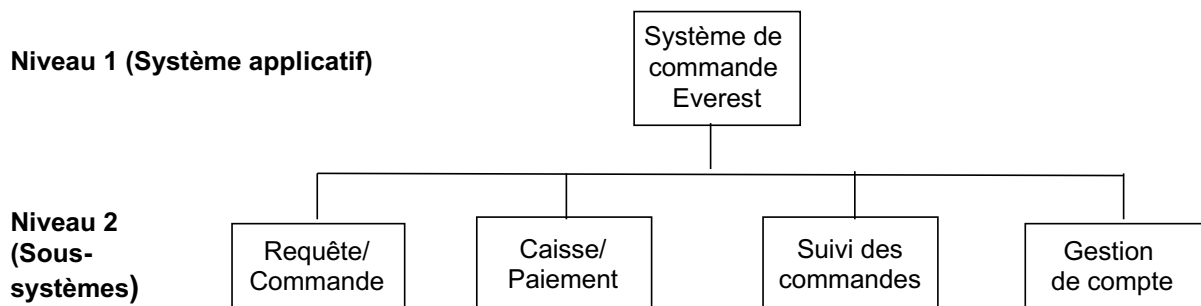 Niveau 1 (Système applicatif)
Système de
commande
Everest
Niveau 2
(Sous-
systèmes)
Requête/
Commande
Caisse/
Paiement
Suivi des
commandes
Gestion
de compte